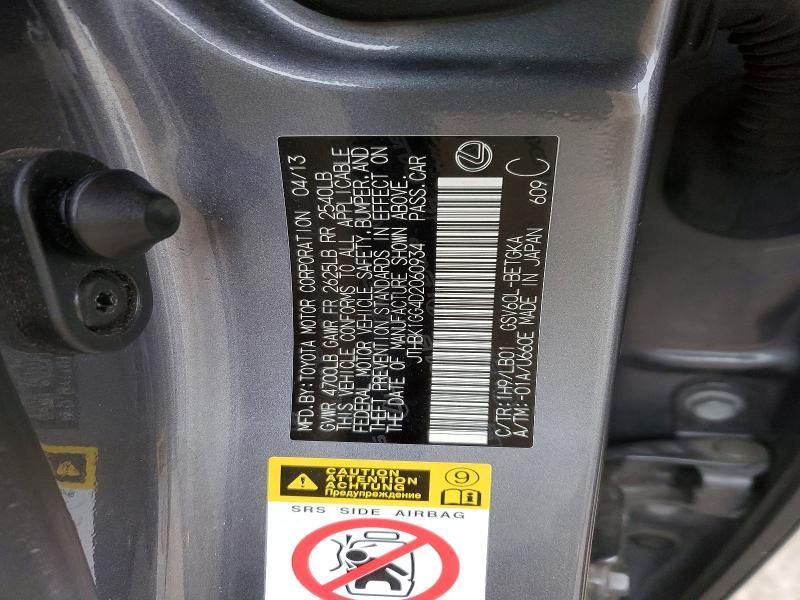 MFD. BY: TOYOTA MOTOR CORPORATION 04/13
GVWR 4700LB GAWR FR 2625LB RR 2540LB
THIS VEHICLE CONFORMS TO ALL APPLICABLE
FEDERAL MOTOR VEHICLE SAFETY, BUMPER, AND
THEFT PREVENTION STANDARDS IN EFFECT ON
THE DATE OF MANUFACTURE SHOWN ABOVE.
JTHBK1GG4D2060934 PASS. CAR
C/TR: 1H9/LB01 GSV60L-BETGKA
A/TM: -01A/U660E MADE IN JAPAN 609 C
CAUTION
ATTENTION
ACHTUNG
Предупреждение
9
i
SRS SIDE AIRBAG